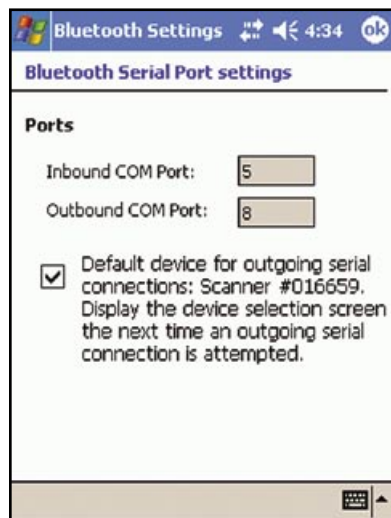 Bluetooth Settings 4:34 ok
Bluetooth Serial Port settings
Ports
Inbound COM Port: 5
Outbound COM Port: 8
Default device for outgoing serial
connections: Scanner #016659.
Display the device selection screen
the next time an outgoing serial
connection is attempted.